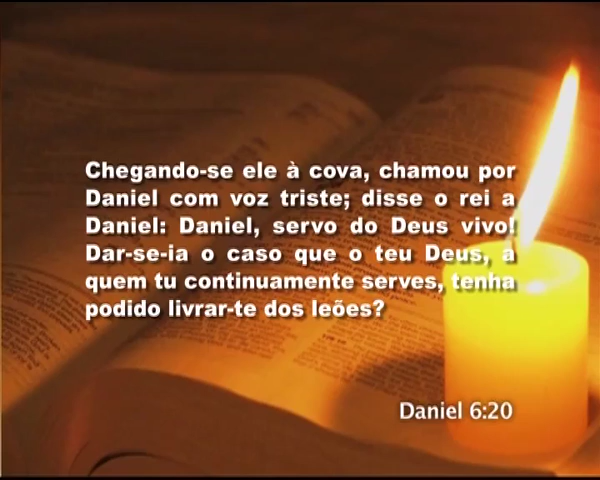 Chegando-se ele à cova, chamou por
Daniel com voz triste; disse o rei a
Daniel: Daniel, servo do Deus vivo!
Dar-se-ia o caso que o teu Deus, a
quem tu continuamente serves, tenha
podido livrar-te dos leões?
Daniel 6:20